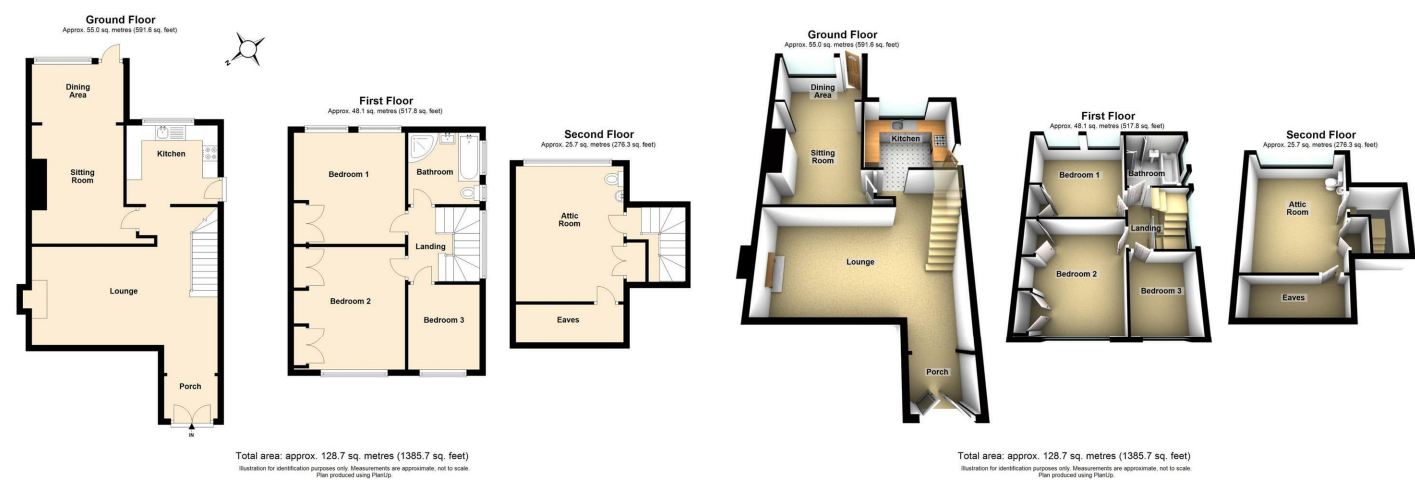 Ground Floor
Approx. 55.0 sq. metres (591.6 sq. feet)
Dining
Area
Kitchen
Sitting
Room
Lounge
Porch
IN
N
First Floor
Approx. 48.1 sq. metres (517.8 sq. feet)
Bedroom 1
Bathroom
Landing
Bedroom 2
Bedroom 3
Second Floor
Approx. 25.7 sq. metres (276.3 sq. feet)
Attic
Room
Eaves
Total area: approx. 128.7 sq. metres (1385.7 sq. feet)
Illustration for identification purposes only. Measurements are approximate, not to scale.
Plan produced using PlanUp.
Ground Floor
Approx. 55.0 sq. metres (591.6 sq. feet)
Dining
Area
Kitchen
Sitting
Room
Lounge
Porch
First Floor
Approx. 48.1 sq. metres (517.8 sq. feet)
Bedroom 1
Bathroom
Landing
Bedroom 2
Bedroom 3
Second Floor
Approx. 25.7 sq. metres (276.3 sq. feet)
Attic
Room
Eaves
Total area: approx. 128.7 sq. metres (1385.7 sq. feet)
Illustration for identification purposes only. Measurements are approximate, not to scale.
Plan produced using PlanUp.